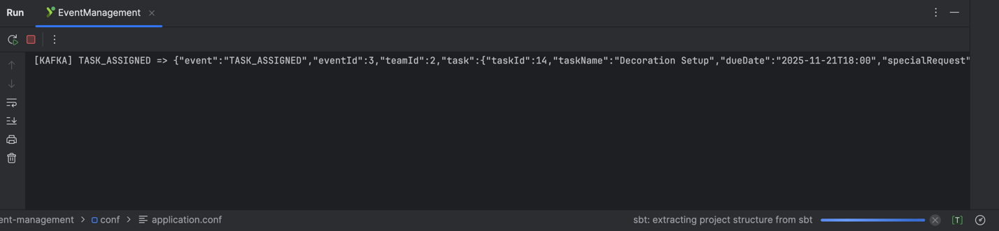 Run EventManagement
[KAFKA] TASK_ASSIGNED => {"event":"TASK_ASSIGNED","eventId":3,"teamId":2,"task":{"taskId":14,"taskName":"Decoration Setup","dueDate":"2025-11-21T18:00","specialRequest"
ent-management > conf > application.conf sbt: extracting project structure from sbt [T]